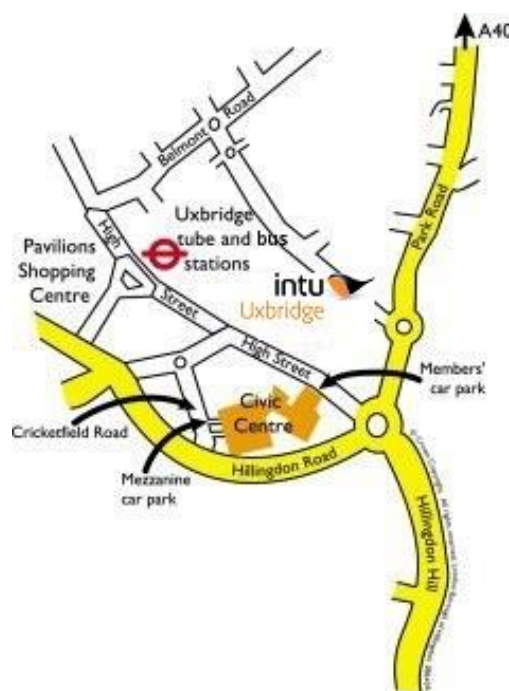 A40
Belmont
Road
Park Road
Uxbridge
tube and bus
stations
High
Street
Pavilions
Shopping
Centre
intu
Uxbridge
High Street
Members'
car park
Civic
Centre
Cricketfield Road
Mezzanine
car park
Hillingdon Road
Hillingdon Hill